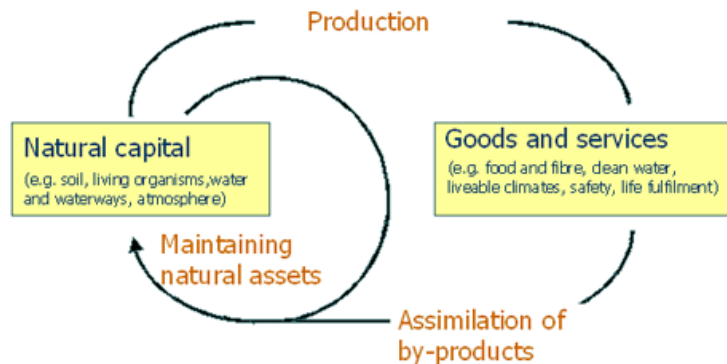 Production
Natural capital
(e.g. soil, living organisms,water
and waterways, atmosphere)
Goods and services
(e.g. food and fibre, clean water,
liveable climates, safety, life fulfilment)
Maintaining
natural assets
Assimilation of
by-products